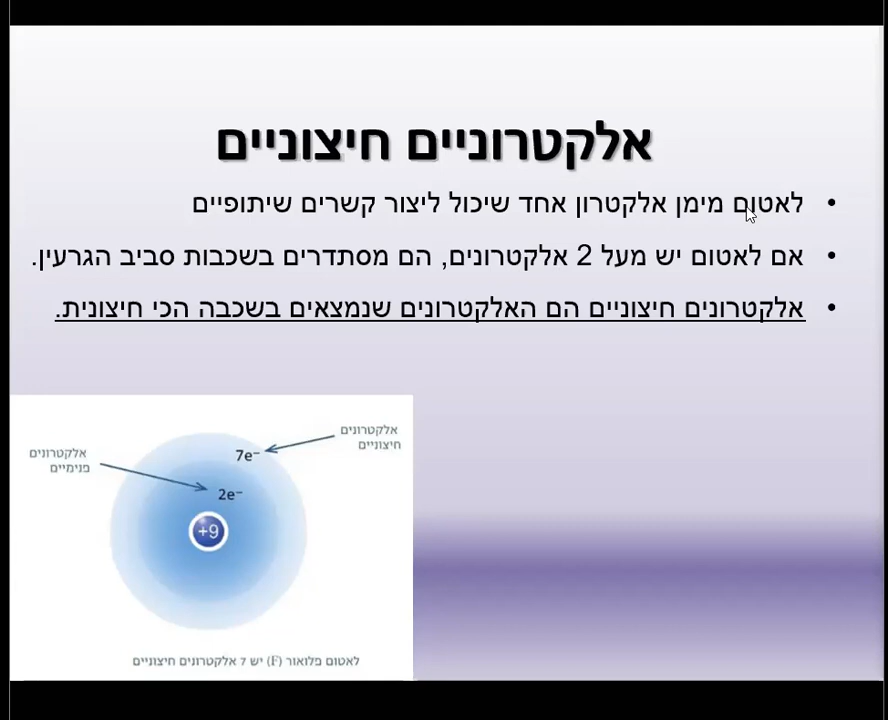 אלקטרוניים חיצוניים
• לאטום מימן אלקטרון אחד שיכול ליצור קשרים שיתופיים
• אם לאטום יש מעל 2 אלקטרונים, הם מסתדרים בשכבות סביב הגרעין.
• אלקטרונים חיצוניים הם האלקטרונים שנמצאים בשכבה הכי חיצונית.
אלקטרונים
חיצוניים
7e⁻
אלקטרונים
פנימיים
2e⁻
+9
לאטום פלואור (F) יש 7 אלקטרונים חיצוניים